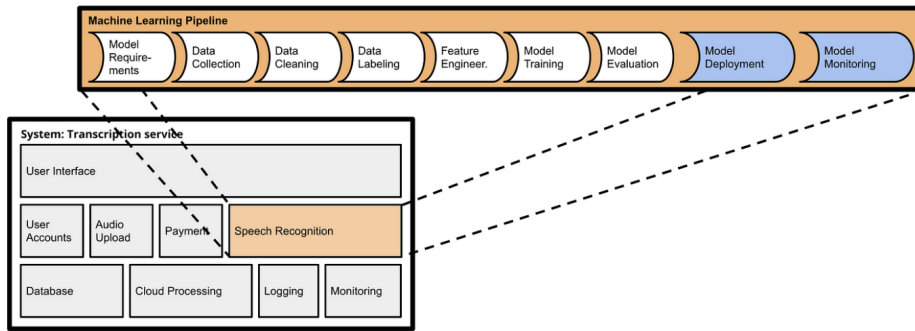 Machine Learning Pipeline
Model
Require-
ments
Data
Collection
Data
Cleaning
Data
Labeling
Feature
Engineer.
Model
Training
Model
Evaluation
Model
Deployment
Model
Monitoring
System: Transcription service
User Interface
User
Accounts
Audio
Upload
Payment
Speech Recognition
Database
Cloud Processing
Logging
Monitoring